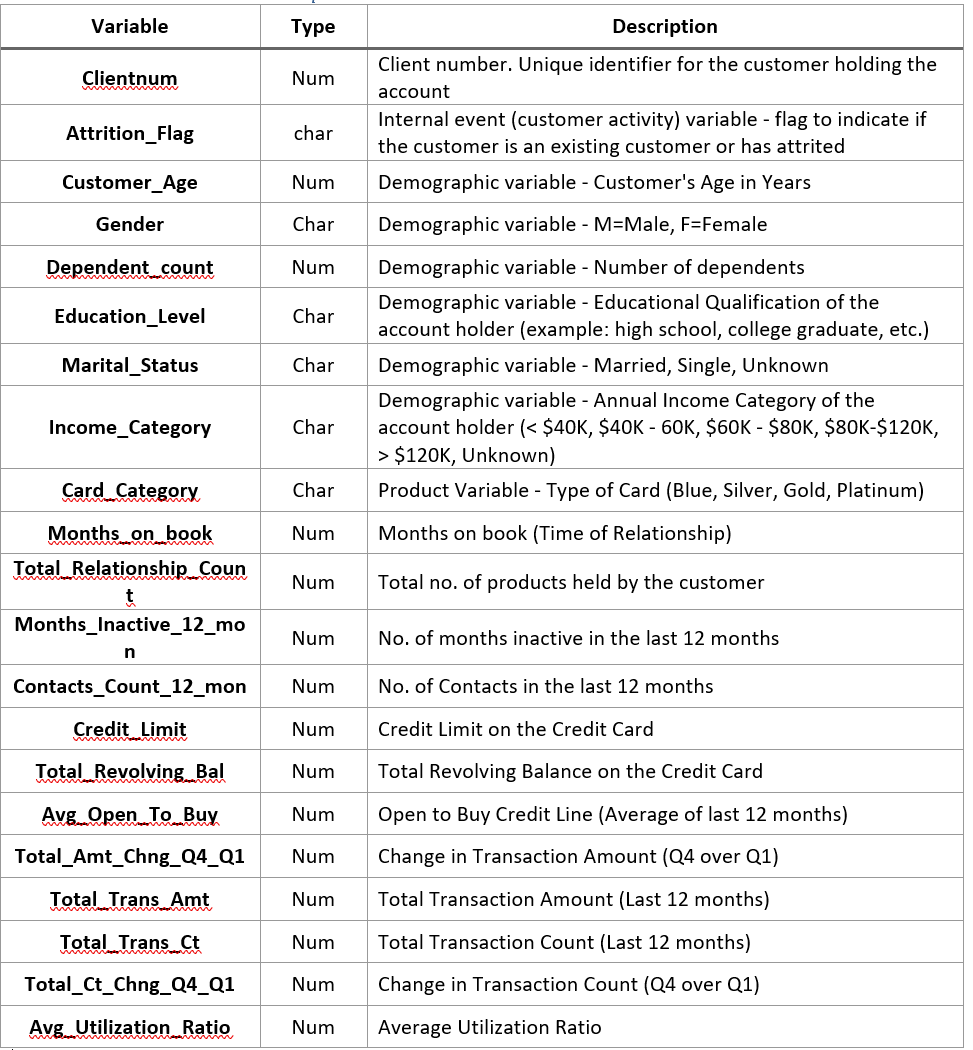 Variable Type Description
Clientnum Num Client number. Unique identifier for the customer holding the
account
Attrition_Flag char Internal event (customer activity) variable - flag to indicate if
the customer is an existing customer or has attrited
Customer_Age Num Demographic variable - Customer's Age in Years
Gender Char Demographic variable - M=Male, F=Female
Dependent_count Num Demographic variable - Number of dependents
Education_Level Char Demographic variable - Educational Qualification of the
account holder (example: high school, college graduate, etc.)
Marital_Status Char Demographic variable - Married, Single, Unknown
Income_Category Char Demographic variable - Annual Income Category of the
account holder (< $40K, $40K - 60K, $60K - $80K, $80K-$120K,
> $120K, Unknown)
Card_Category Char Product Variable - Type of Card (Blue, Silver, Gold, Platinum)
Months_on_book Num Months on book (Time of Relationship)
Total_Relationship_Coun
t Num Total no. of products held by the customer
Months_Inactive_12_mo
n Num No. of months inactive in the last 12 months
Contacts_Count_12_mon Num No. of Contacts in the last 12 months
Credit_Limit Num Credit Limit on the Credit Card
Total_Revolving_Bal Num Total Revolving Balance on the Credit Card
Avg_Open_To_Buy Num Open to Buy Credit Line (Average of last 12 months)
Total_Amt_Chng_Q4_Q1 Num Change in Transaction Amount (Q4 over Q1)
Total_Trans_Amt Num Total Transaction Amount (Last 12 months)
Total_Trans_Ct Num Total Transaction Count (Last 12 months)
Total_Ct_Chng_Q4_Q1 Num Change in Transaction Count (Q4 over Q1)
Avg_Utilization_Ratio Num Average Utilization Ratio